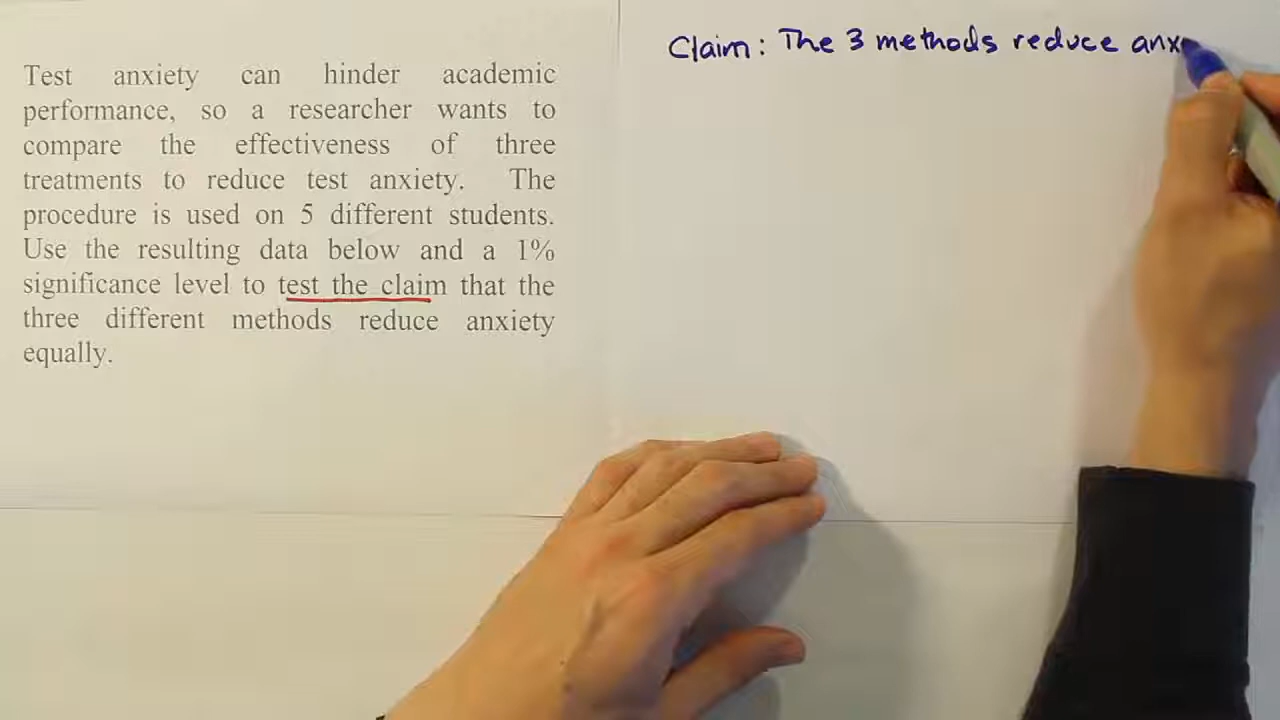 Test anxiety can hinder academic
performance, so a researcher wants to
compare the effectiveness of three
treatments to reduce test anxiety. The
procedure is used on 5 different students.
Use the resulting data below and a 1%
significance level to test the claim that the
three different methods reduce anxiety
equally.
Claim: The 3 methods reduce anx